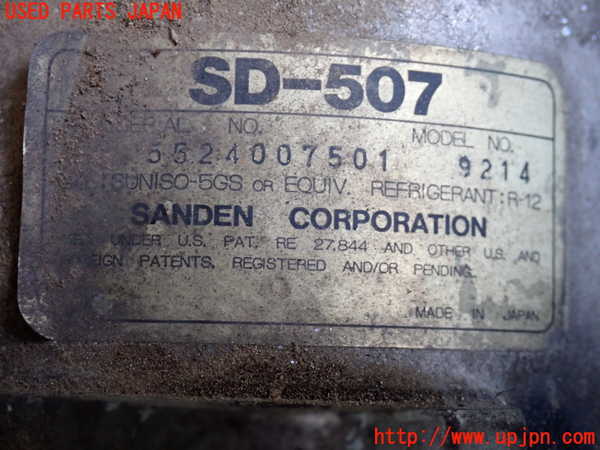 USED PARTS JAPAN
SD-507
SERIAL NO.
MODEL NO.
5524007501
9214
SUNISO-5GS OR EQUIV. REFRIGERANT: R-12
SANDEN CORPORATION
UNDER U.S. PAT. RE 27,844 AND OTHER U.S. AND
PATENTS, REGISTERED AND/OR PENDING.
MADE IN JAPAN
http://www.upjpn.com/